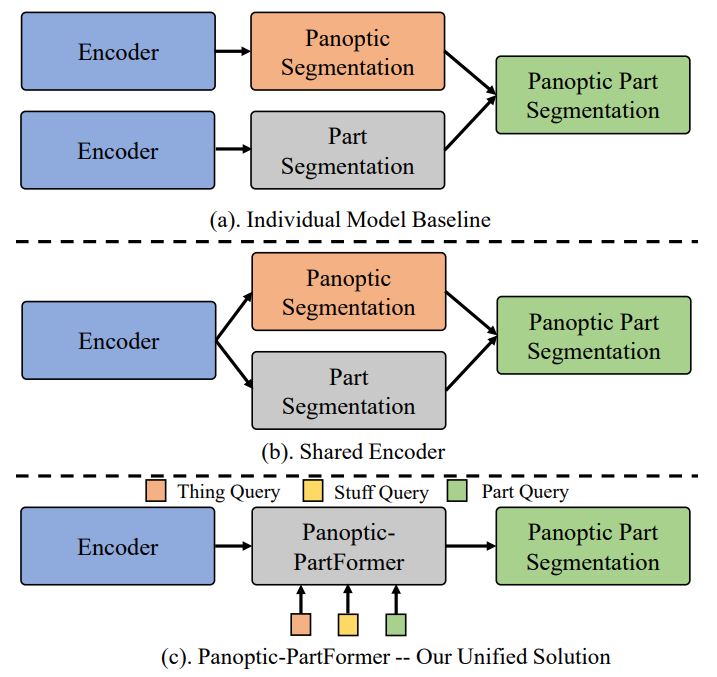 Encoder
Panoptic
Segmentation
Encoder
Part
Segmentation
Panoptic Part
Segmentation
(a). Individual Model Baseline
Encoder
Panoptic
Segmentation
Part
Segmentation
Panoptic Part
Segmentation
(b). Shared Encoder
Thing Query Stuff Query Part Query
Encoder
Panoptic-
PartFormer
Panoptic Part
Segmentation
(c). Panoptic-PartFormer -- Our Unified Solution